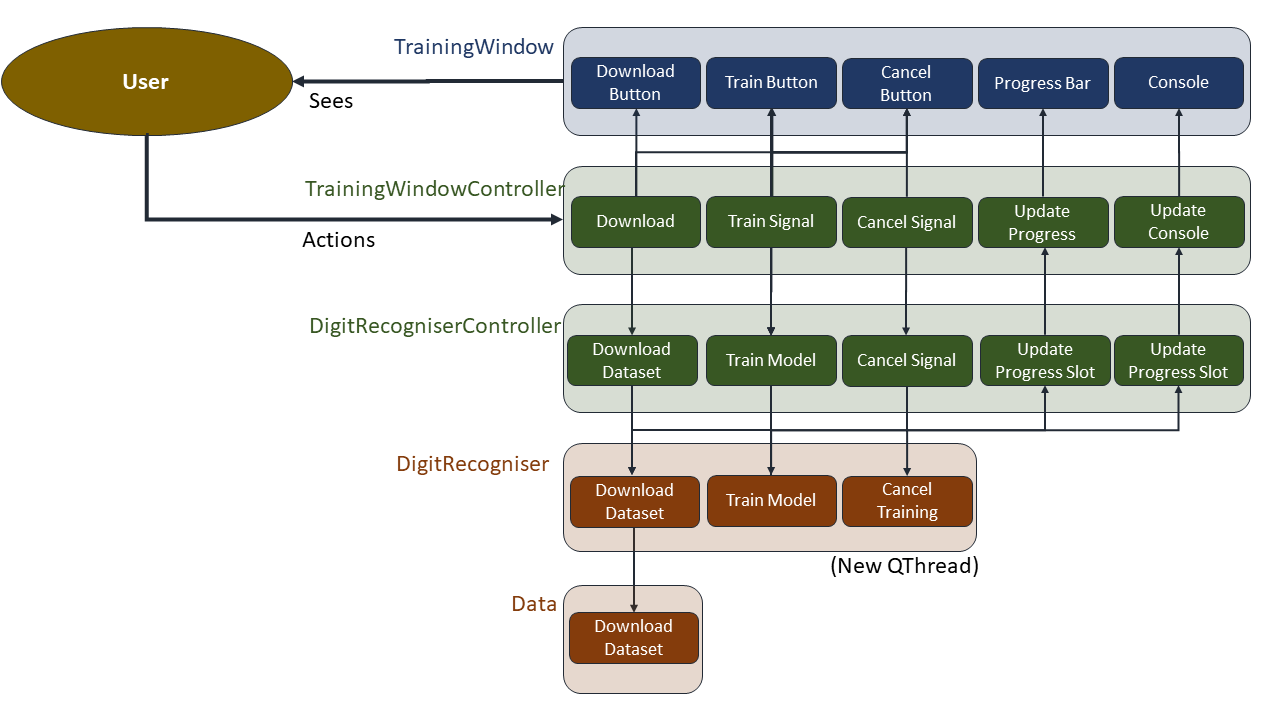 TrainingWindow
User
Sees
Download
Button
Train Button
Cancel
Button
Progress Bar
Console
TrainingWindowController
Actions
Download
Train Signal
Cancel Signal
Update
Progress
Update
Console
DigitRecogniserController
Download
Dataset
Train Model
Cancel Signal
Update
Progress Slot
Update
Progress Slot
DigitRecogniser
Download
Dataset
Train Model
Cancel
Training
(New QThread)
Data
Download
Dataset